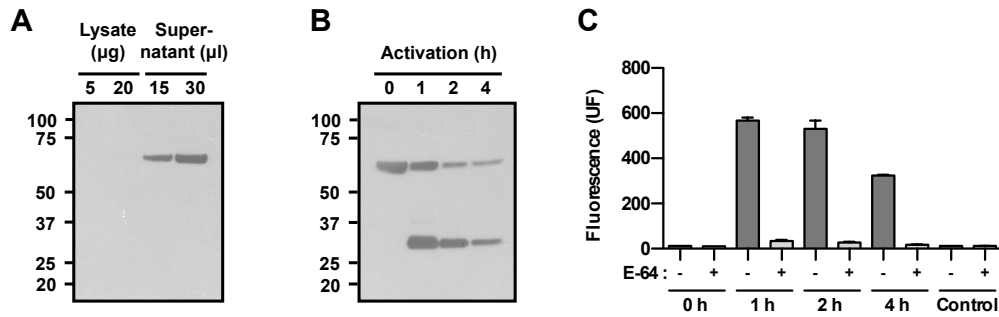 A
Lysate (µg)
Super-natant (µl)
5 20 15 30
100
75
50
37
25
20
B
Activation (h)
0 1 2 4
100
75
50
37
25
20
C
Fluorescence (UF)
800
600
400
200
0
E-64 : - + - + - + - + - +
0 h 1 h 2 h 4 h Control